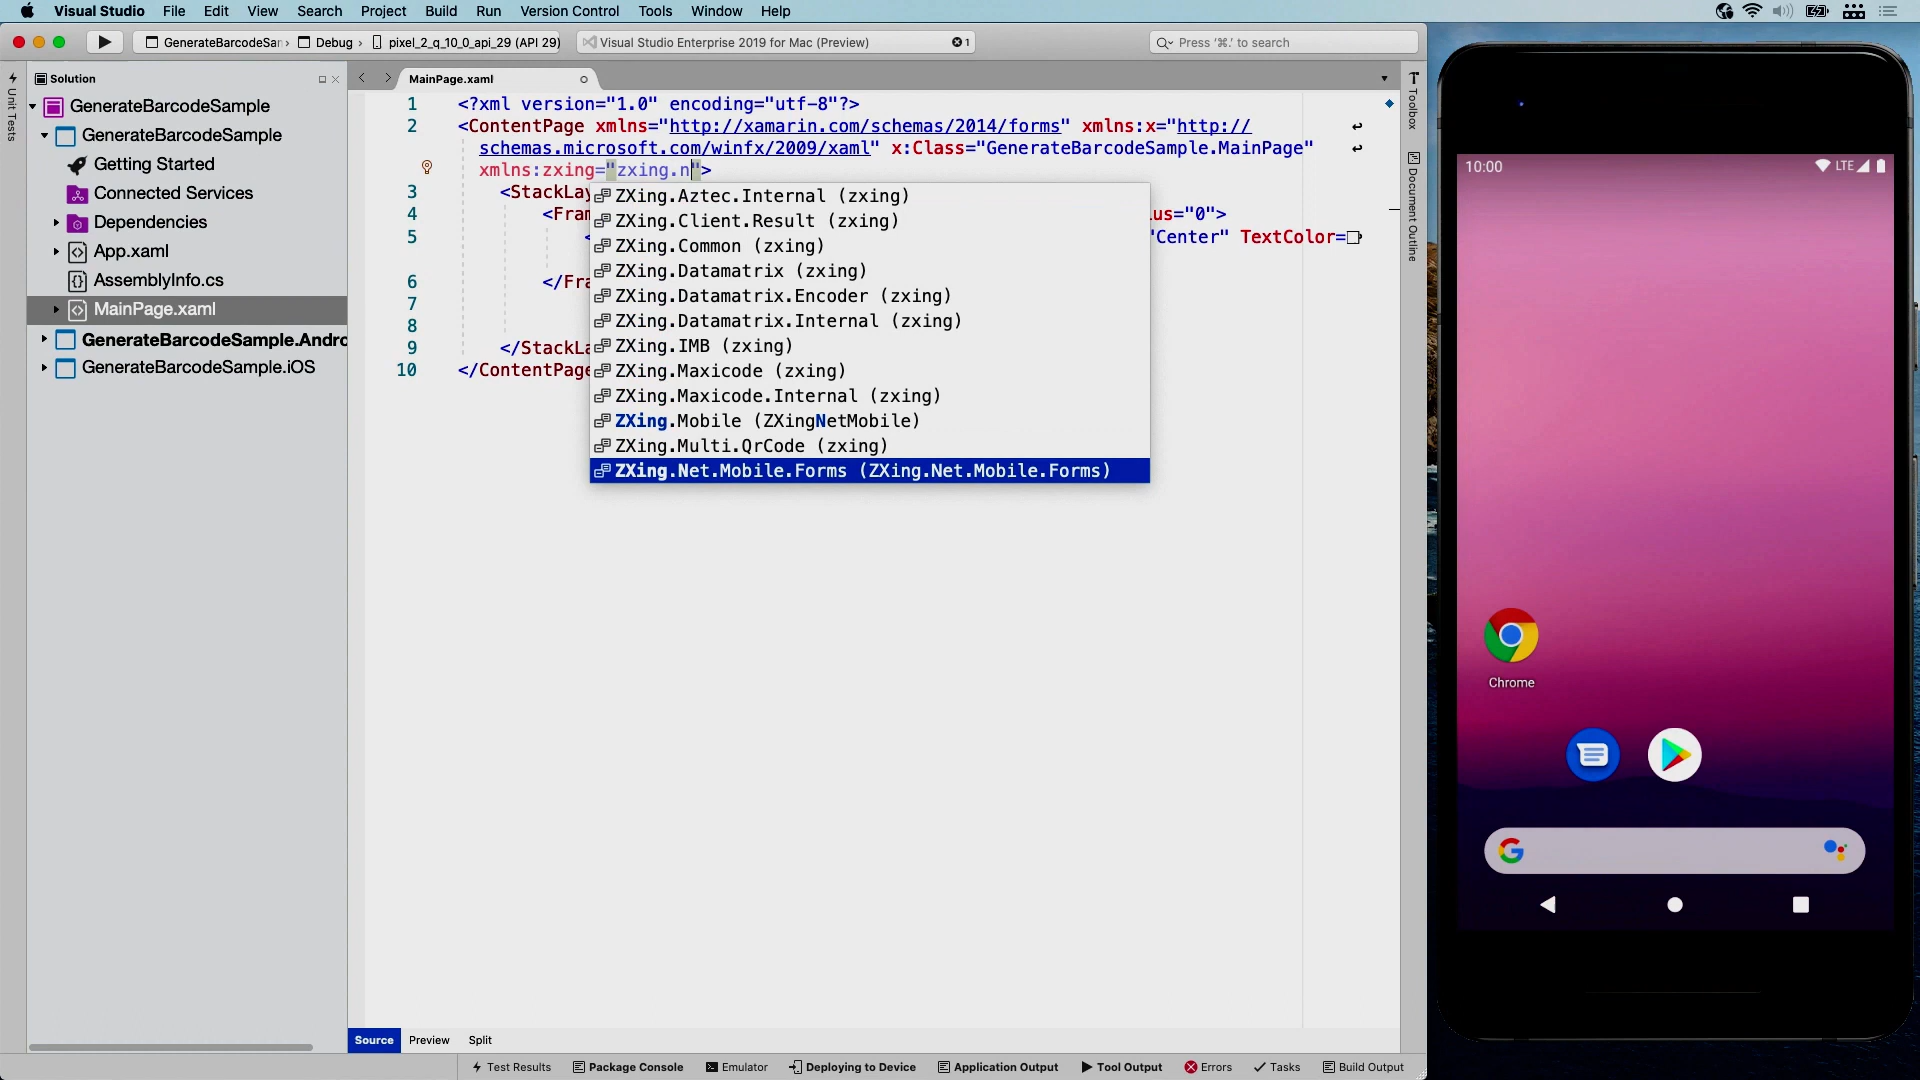 Visual Studio File Edit View Search Project Build Run Version Control Tools Window Help
GenerateBarcodeSam › Debug › pixel_2_q_10_0_api_29 (API 29)
Visual Studio Enterprise 2019 for Mac (Preview)
1
Press '⌘.' to search
Unit Tests
Solution
GenerateBarcodeSample
GenerateBarcodeSample
Getting Started
Connected Services
Dependencies
App.xaml
AssemblyInfo.cs
MainPage.xaml
GenerateBarcodeSample.Andro
GenerateBarcodeSample.iOS
MainPage.xaml
1 <?xml version="1.0" encoding="utf-8"?>
2 <ContentPage xmlns="http://xamarin.com/schemas/2014/forms" xmlns:x="http://
schemas.microsoft.com/winfx/2009/xaml" x:Class="GenerateBarcodeSample.MainPage"
xmlns:zxing="zxing.n">
3 <StackLay
4 <Fram us="0">
5 < "Center" TextColor=
6 </Fra
7
8
9 </StackLa
10 </ContentPage
ZXing.Aztec.Internal (zxing)
ZXing.Client.Result (zxing)
ZXing.Common (zxing)
ZXing.Datamatrix (zxing)
ZXing.Datamatrix.Encoder (zxing)
ZXing.Datamatrix.Internal (zxing)
ZXing.IMB (zxing)
ZXing.Maxicode (zxing)
ZXing.Maxicode.Internal (zxing)
ZXing.Mobile (ZXingNetMobile)
ZXing.Multi.QrCode (zxing)
ZXing.Net.Mobile.Forms (ZXing.Net.Mobile.Forms)
Toolbox
Document Outline
Source Preview Split
Test Results Package Console Emulator Deploying to Device Application Output Tool Output Errors Tasks Build Output
10:00
LTE
Chrome